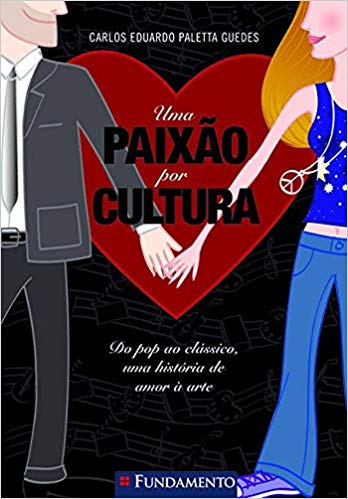 CARLOS EDUARDO PALETTA GUEDES
Uma
PAIXÃO
por
CULTURA
Do pop ao clássico,
uma história de
amor à arte
FUNDAMENTO